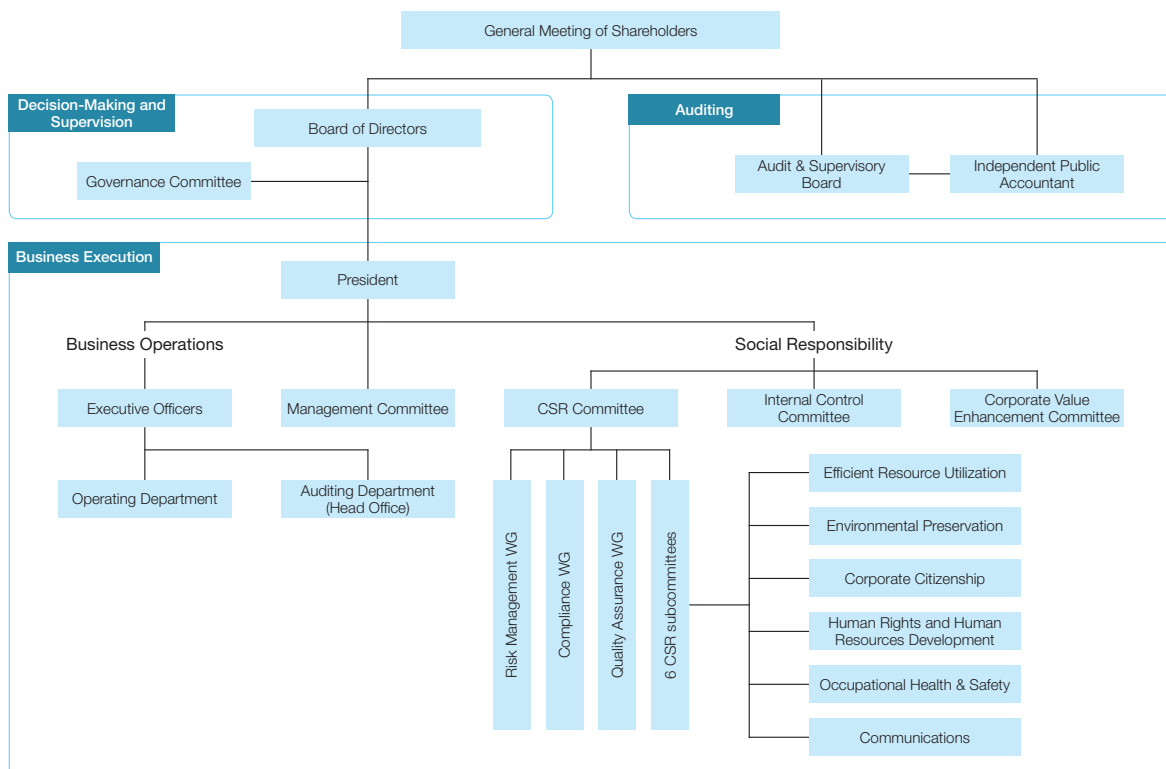 General Meeting of Shareholders
Decision-Making and
Supervision
Board of Directors
Governance Committee
Auditing
Audit & Supervisory
Board
Independent Public
Accountant
Business Execution
President
Business Operations
Social Responsibility
Executive Officers
Management Committee
CSR Committee
Internal Control
Committee
Corporate Value
Enhancement Committee
Operating Department
Auditing Department
(Head Office)
Risk Management WG
Compliance WG
Quality Assurance WG
6 CSR subcommittees
Efficient Resource Utilization
Environmental Preservation
Corporate Citizenship
Human Rights and Human
Resources Development
Occupational Health & Safety
Communications